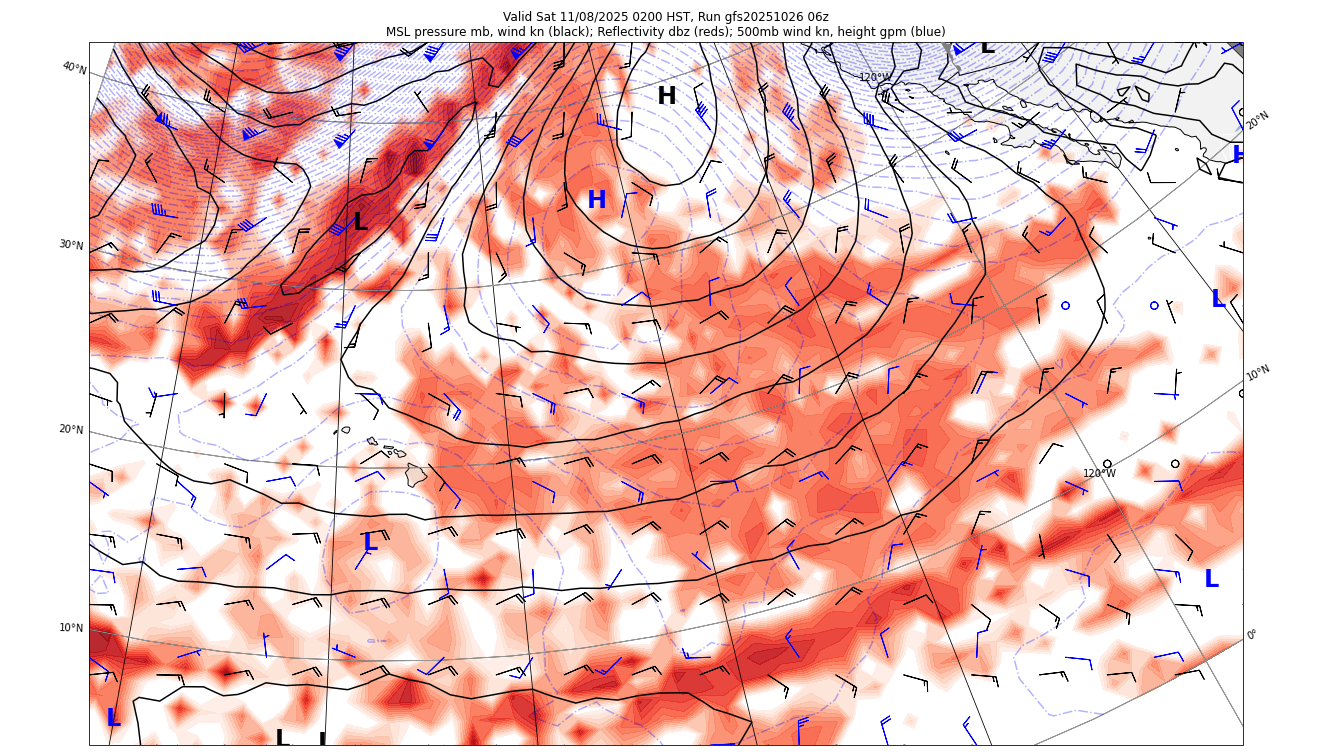 Valid Sat 11/08/2025 0200 HST, Run gfs20251026 06z
MSL pressure mb, wind kn (black); Reflectivity dbz (reds); 500mb wind kn, height gpm (blue)
L
40°N
120°W
H
20°N
H
H
L
30°N
L
10°N
20°N
120°W
L
L
10°N
0°
L
L
L